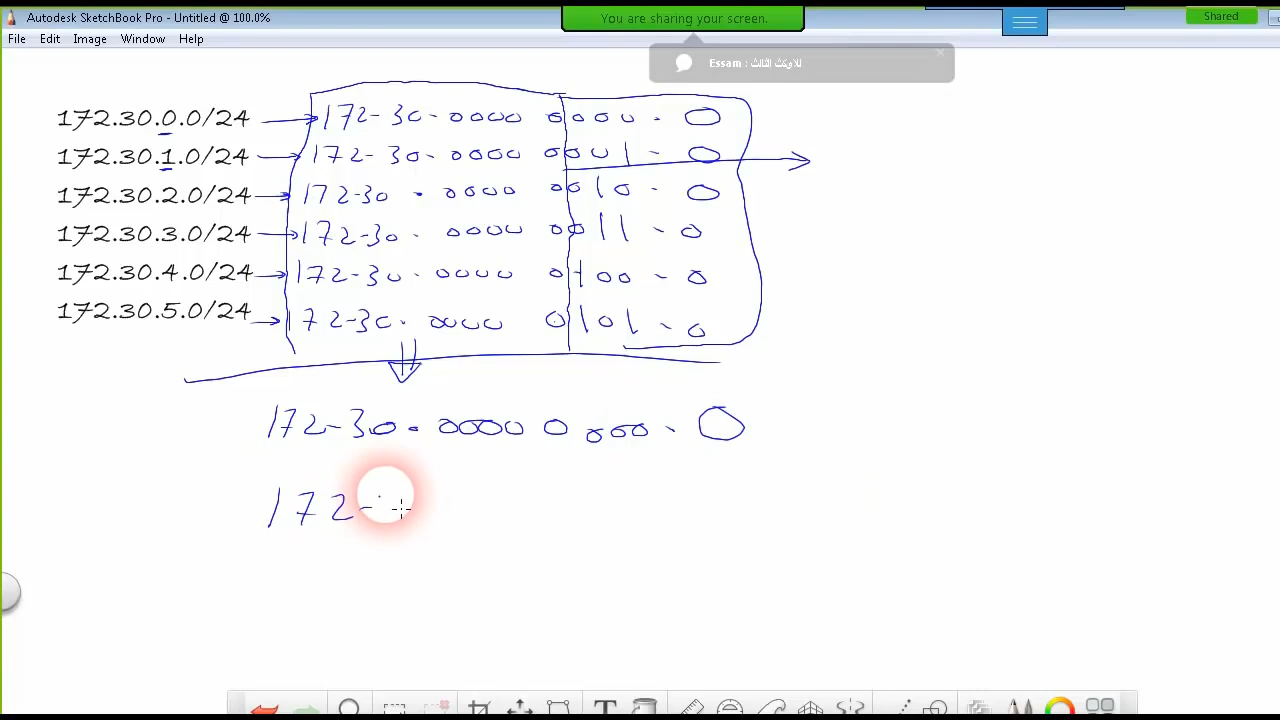 Autodesk SketchBook Pro - Untitled @ 100.0%
You are sharing your screen.
Shared
File Edit Image Window Help
Essam : للاوكت الثالث
172.30.0.0/24 172-30-0000 0000. 0
172.30.1.0/24 172-30-0000 0001 - 0
172.30.2.0/24 172-30 . 0000 0010 - 0
172.30.3.0/24 172-30. 0000 0011 - 0
172.30.4.0/24 172-30. 0000 0100 - 0
172.30.5.0/24 172-30. 0000 0101 - 0
172-30. 0000 0000. 0
172-